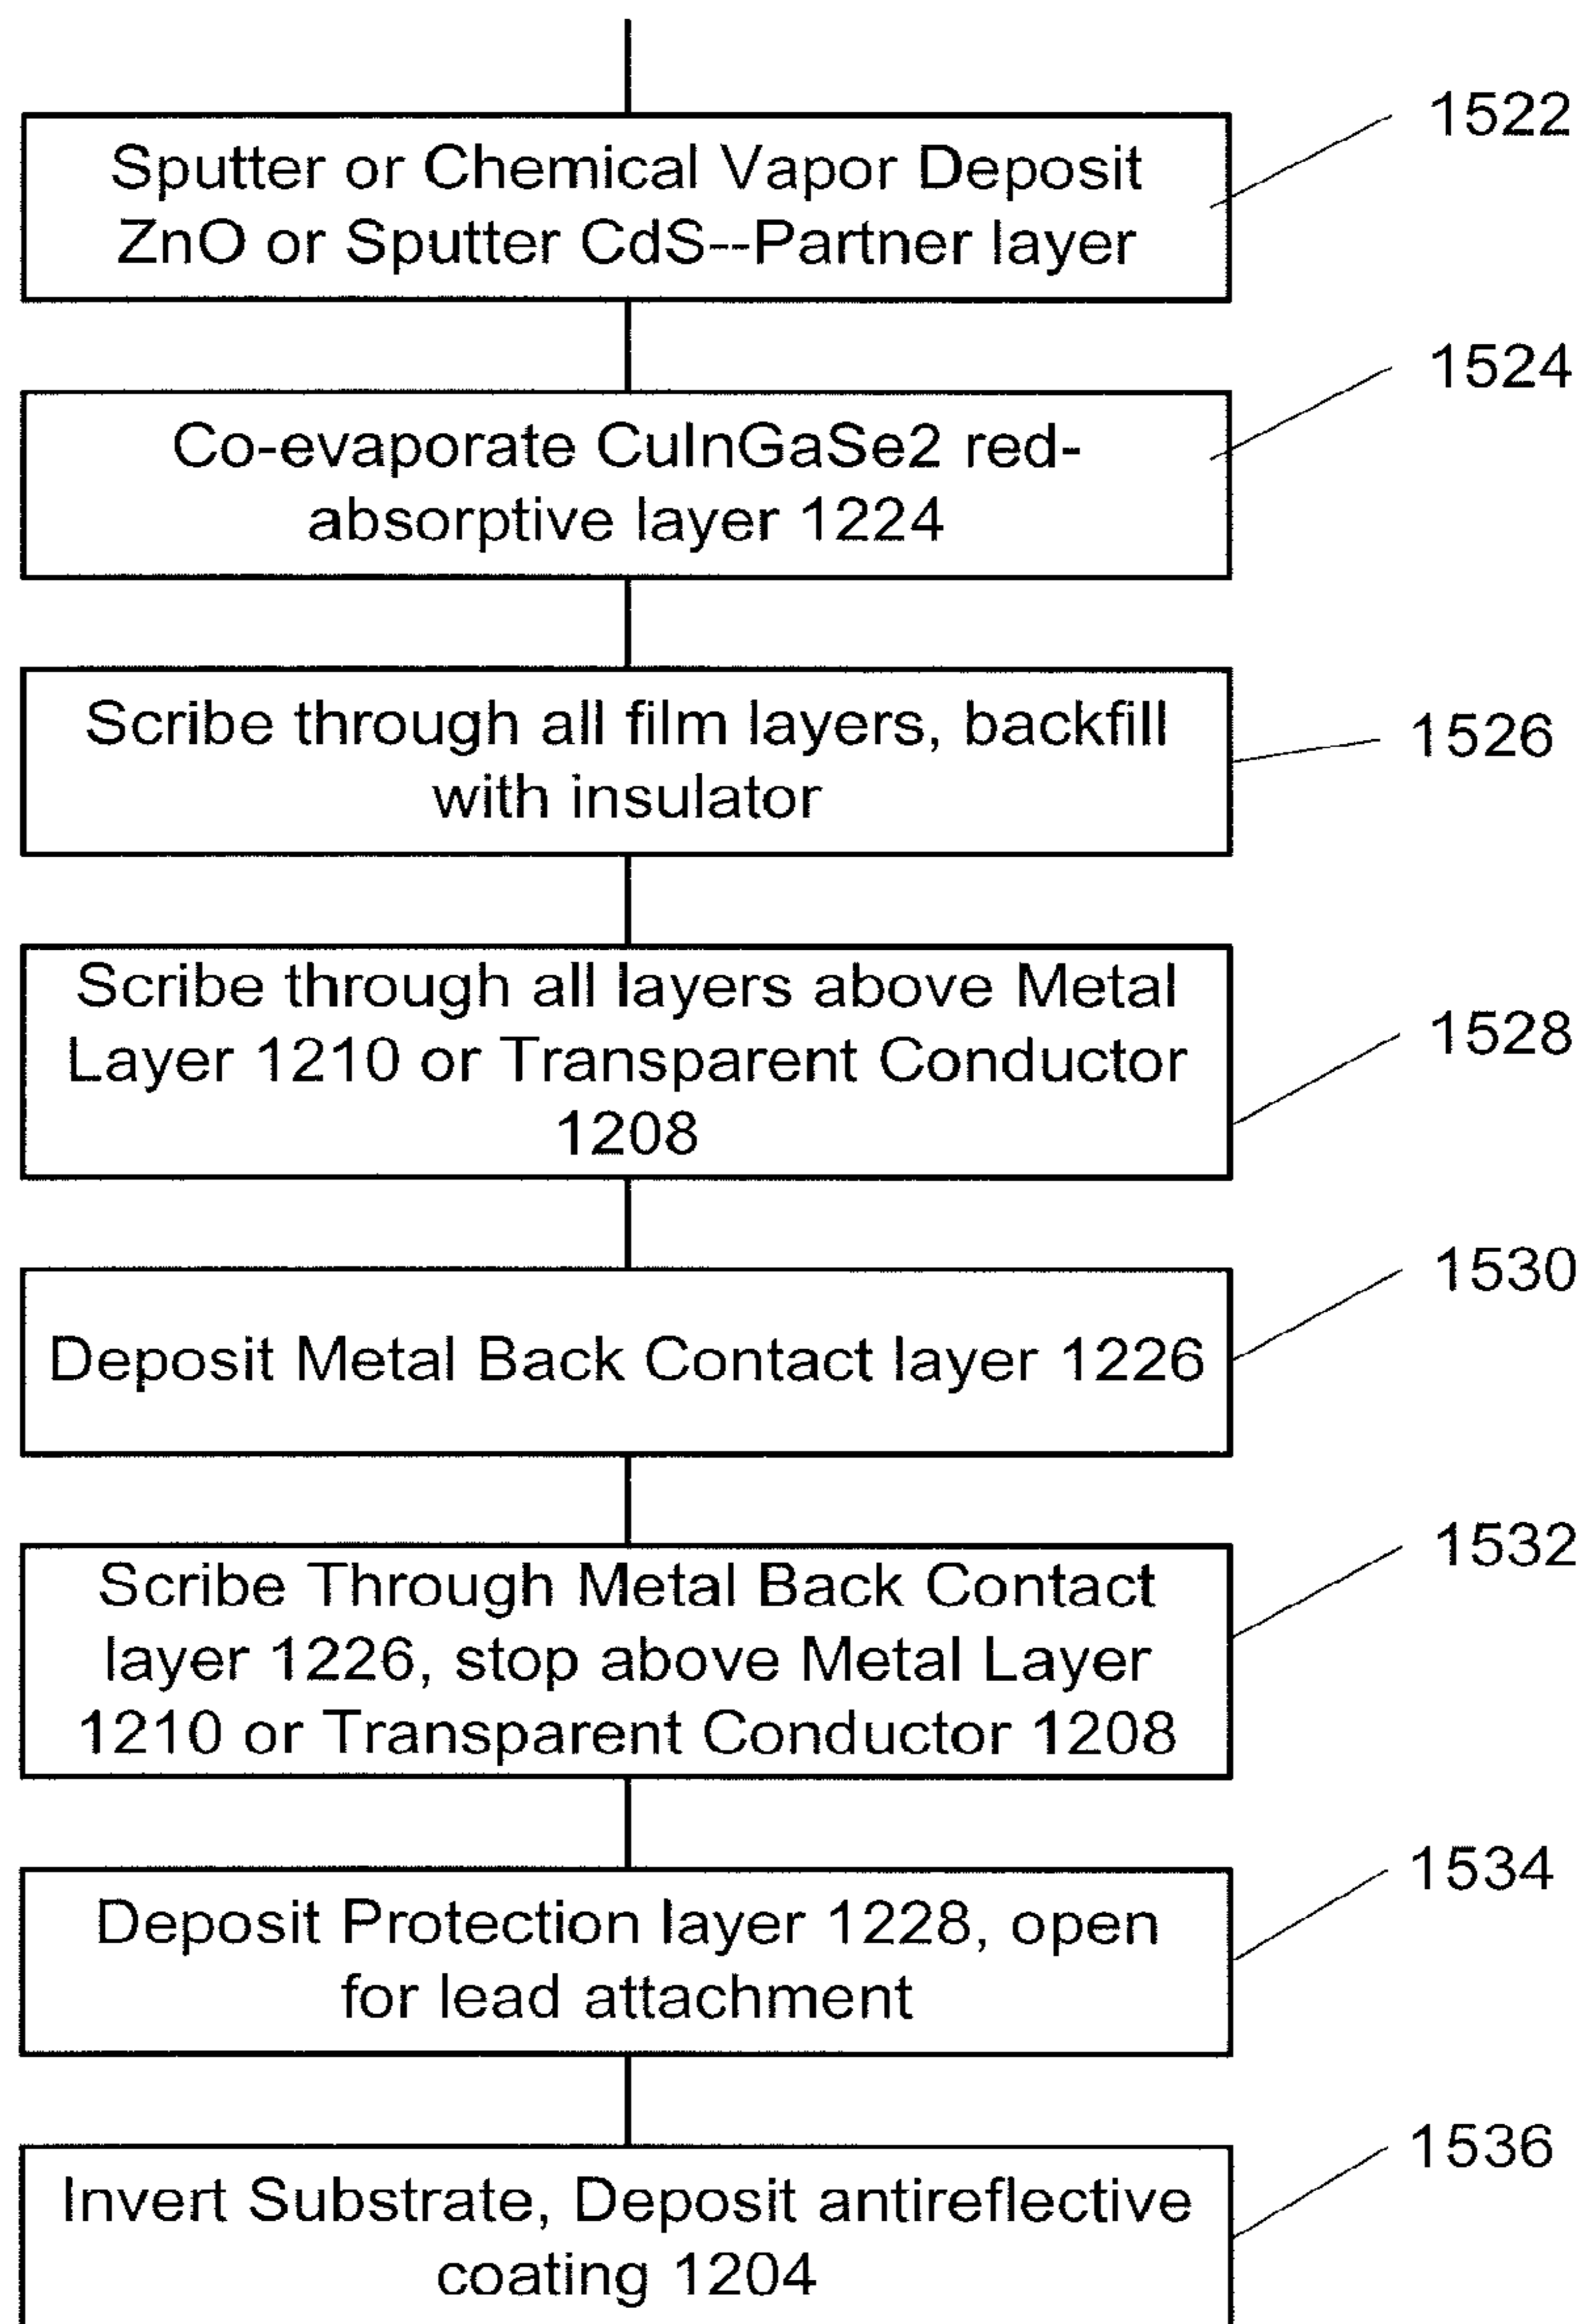 1522
Sputter or Chemical Vapor Deposit
ZnO or Sputter CdS--Partner layer
1524
Co-evaporate CuInGaSe2 red-
absorptive layer 1224
1526
Scribe through all film layers, backfill
with insulator
1528
Scribe through all layers above Metal
Layer 1210 or Transparent Conductor
1208
1530
Deposit Metal Back Contact layer 1226
1532
Scribe Through Metal Back Contact
layer 1226, stop above Metal Layer
1210 or Transparent Conductor 1208
1534
Deposit Protection layer 1228, open
for lead attachment
1536
Invert Substrate, Deposit antireflective
coating 1204